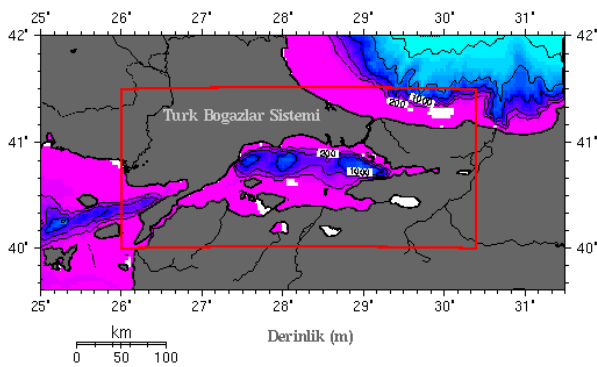 25˚ 26˚ 27˚ 28˚ 29˚ 30˚ 31˚
42˚ 42˚
200 1000
Turk Bogazlar Sistemi
41˚ 41˚
200
1000
40˚ 40˚
25˚ 26˚ 27˚ 28˚ 29˚ 30˚ 31˚
km
0 50 100
Derinlik (m)